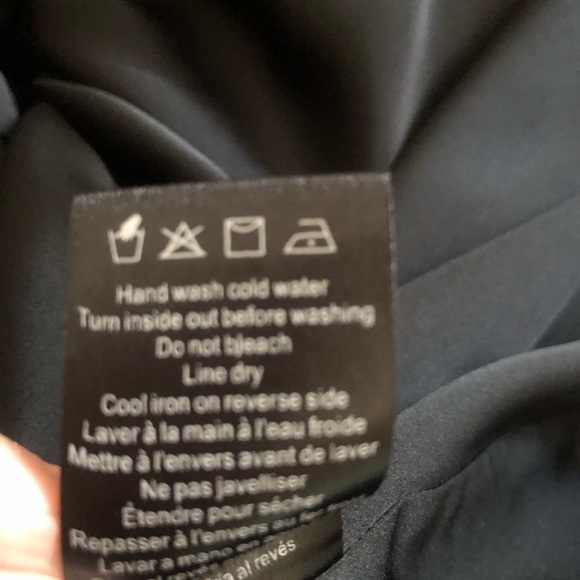 Hand wash cold water
Turn inside out before washing
Do not bleach
Line dry
Cool iron on reverse side
Laver à la main à l'eau froide
Mettre à l'envers avant de laver
Ne pas javelliser
Étendre pour sécher
Repasser à l'envers au
Lavar a mano en
al revés